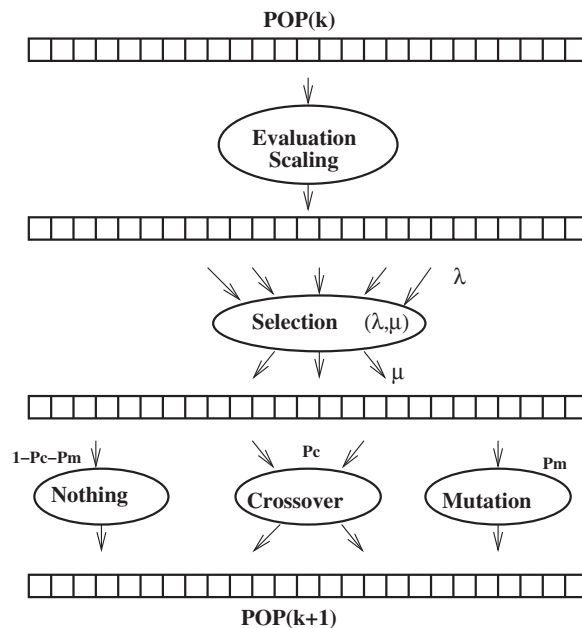 POP(k)
Evaluation
Scaling
λ
Selection (λ,μ)
μ
1−Pc−Pm
Pc
Pm
Nothing
Crossover
Mutation
POP(k+1)